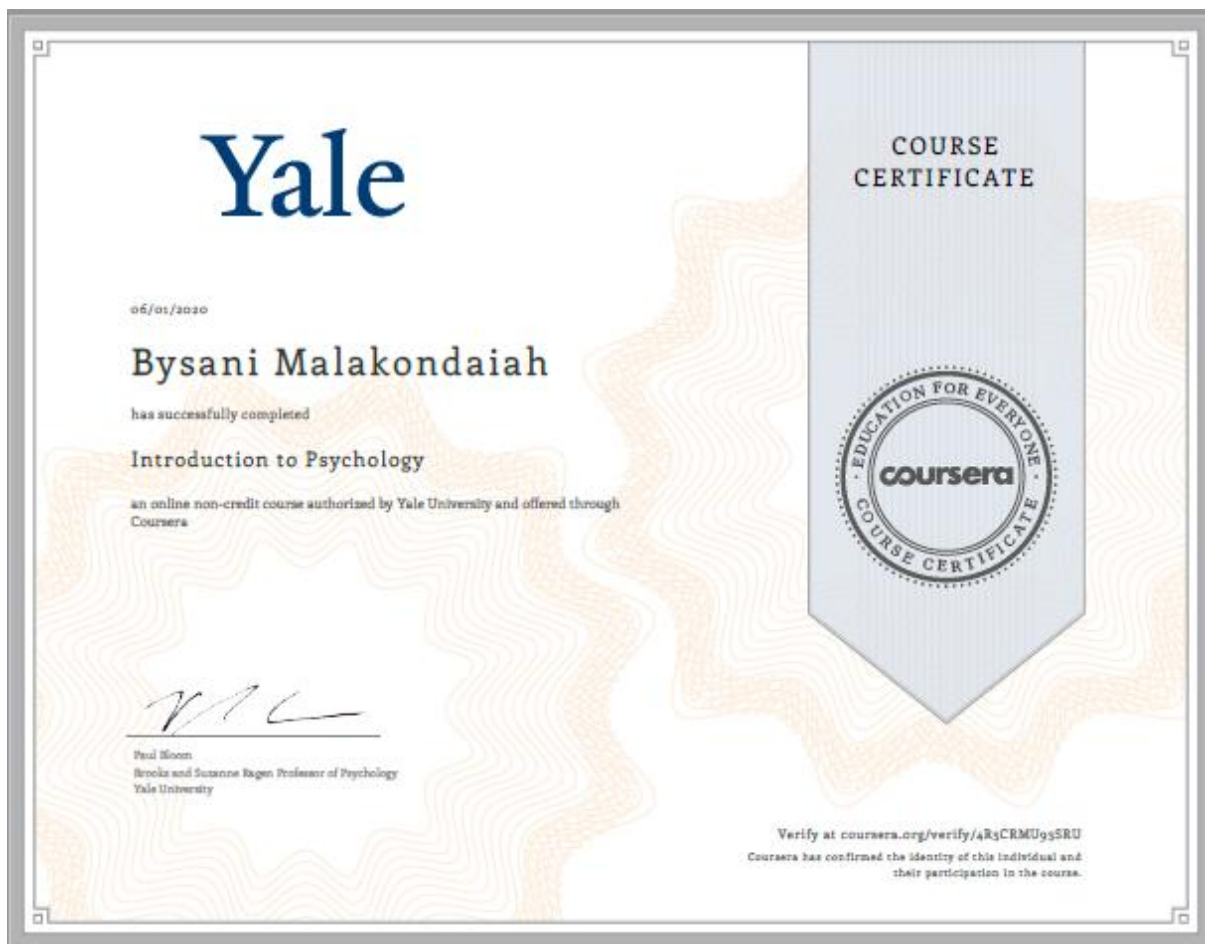 Yale
06/01/2020
Bysani Malakondaiah
has successfully completed
Introduction to Psychology
an online non-credit course authorized by Yale University and offered through
Coursera
Paul Bloom
Brooks and Suzanne Ragen Professor of Psychology
Yale University
COURSE
CERTIFICATE
EDUCATION FOR EVERYONE
coursera
COURSE CERTIFICATE
Verify at coursera.org/verify/4R3CRMU93SRU
Coursera has confirmed the identity of this individual and
their participation in the course.